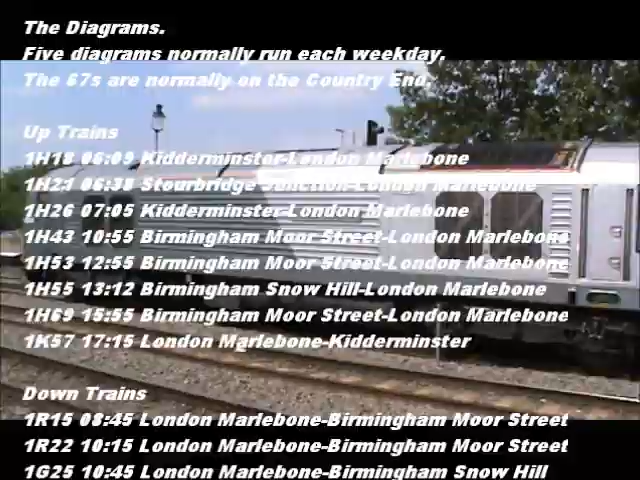 The Diagrams.
Five diagrams normally run each weekday.
The 67s are normally on the Country End.
Up Trains
1H18 06:09 Kidderminster-London Marlebone
1H21 06:38 Stourbridge Junction-London Marlebone
1H26 07:05 Kidderminster-London Marlebone
1H43 10:55 Birmingham Moor Street-London Marlebone
1H53 12:55 Birmingham Moor Street-London Marlebone
1H55 13:12 Birmingham Snow Hill-London Marlebone
1H69 15:55 Birmingham Moor Street-London Marlebone
1K57 17:15 London Marlebone-Kidderminster
Down Trains
1R15 08:45 London Marlebone-Birmingham Moor Street
1R22 10:15 London Marlebone-Birmingham Moor Street
1G25 10:45 London Marlebone-Birmingham Snow Hill